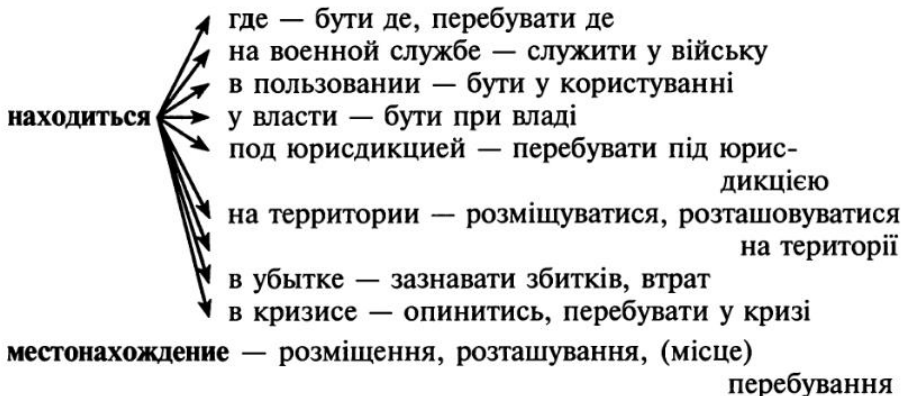 где — бути де, перебувати де
на военной службе — служити у війську
в пользовании — бути у користуванні
находиться у власти — бути при владі
под юрисдикцией — перебувати під юрис-
дикцією
на территории — розміщуватися, розташовуватися
на території
в убытке — зазнавати збитків, втрат
в кризисе — опинитись, перебувати у кризі
местонахождение — розміщення, розташування, (місце)
перебування